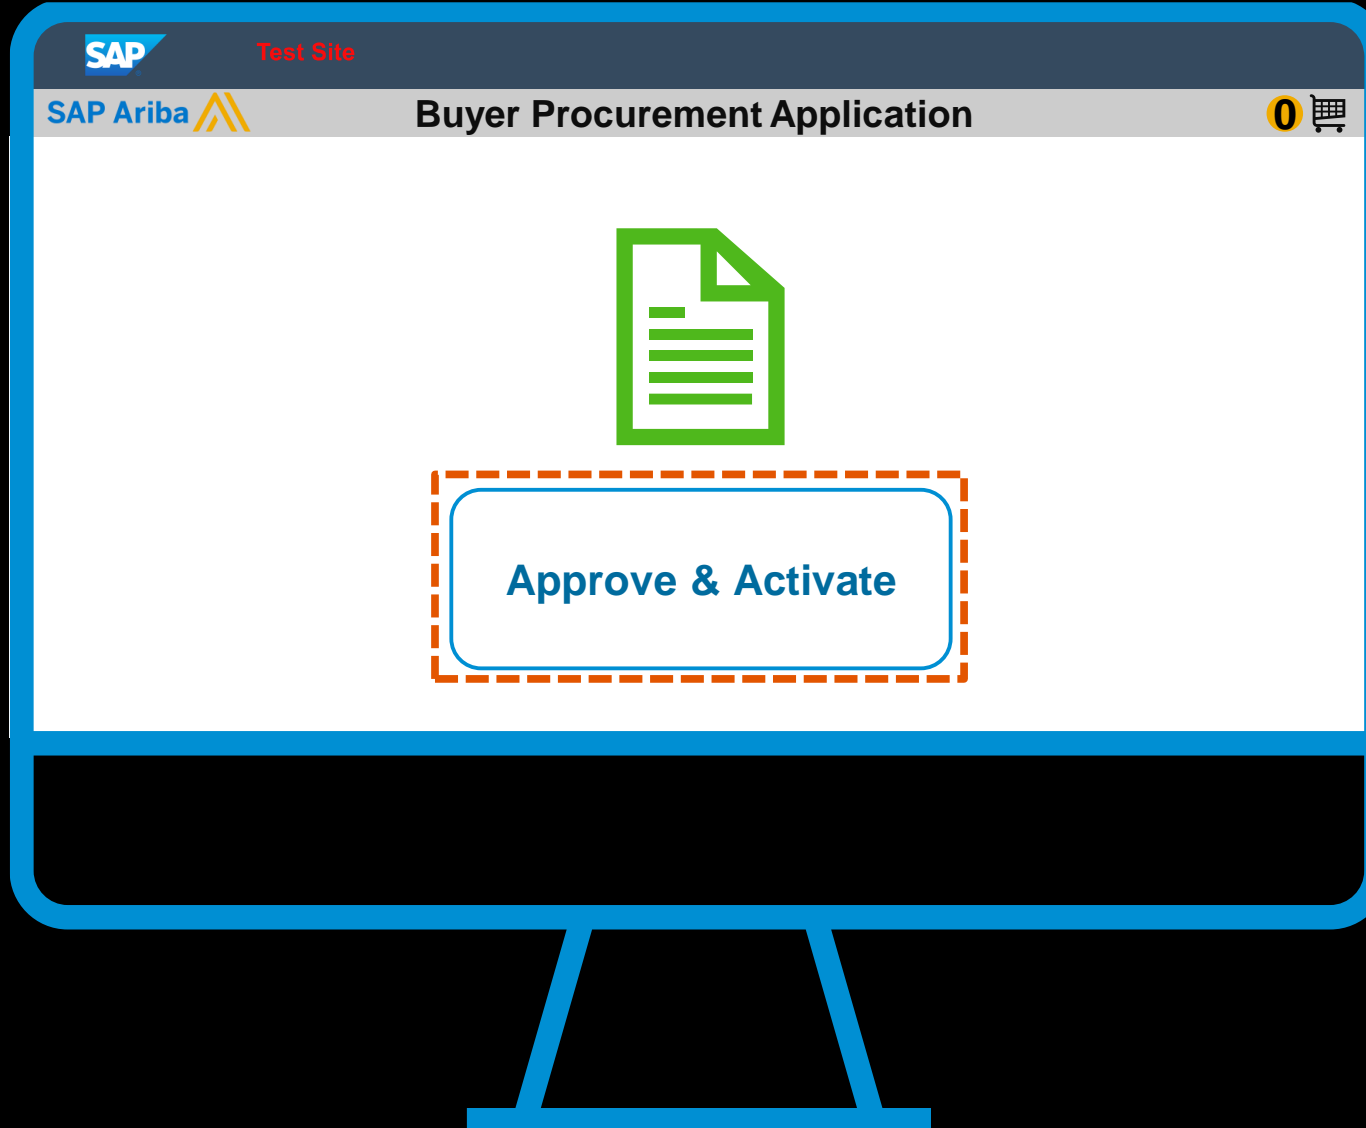 SAP
Test Site
SAP Ariba
Buyer Procurement Application
0
Approve & Activate